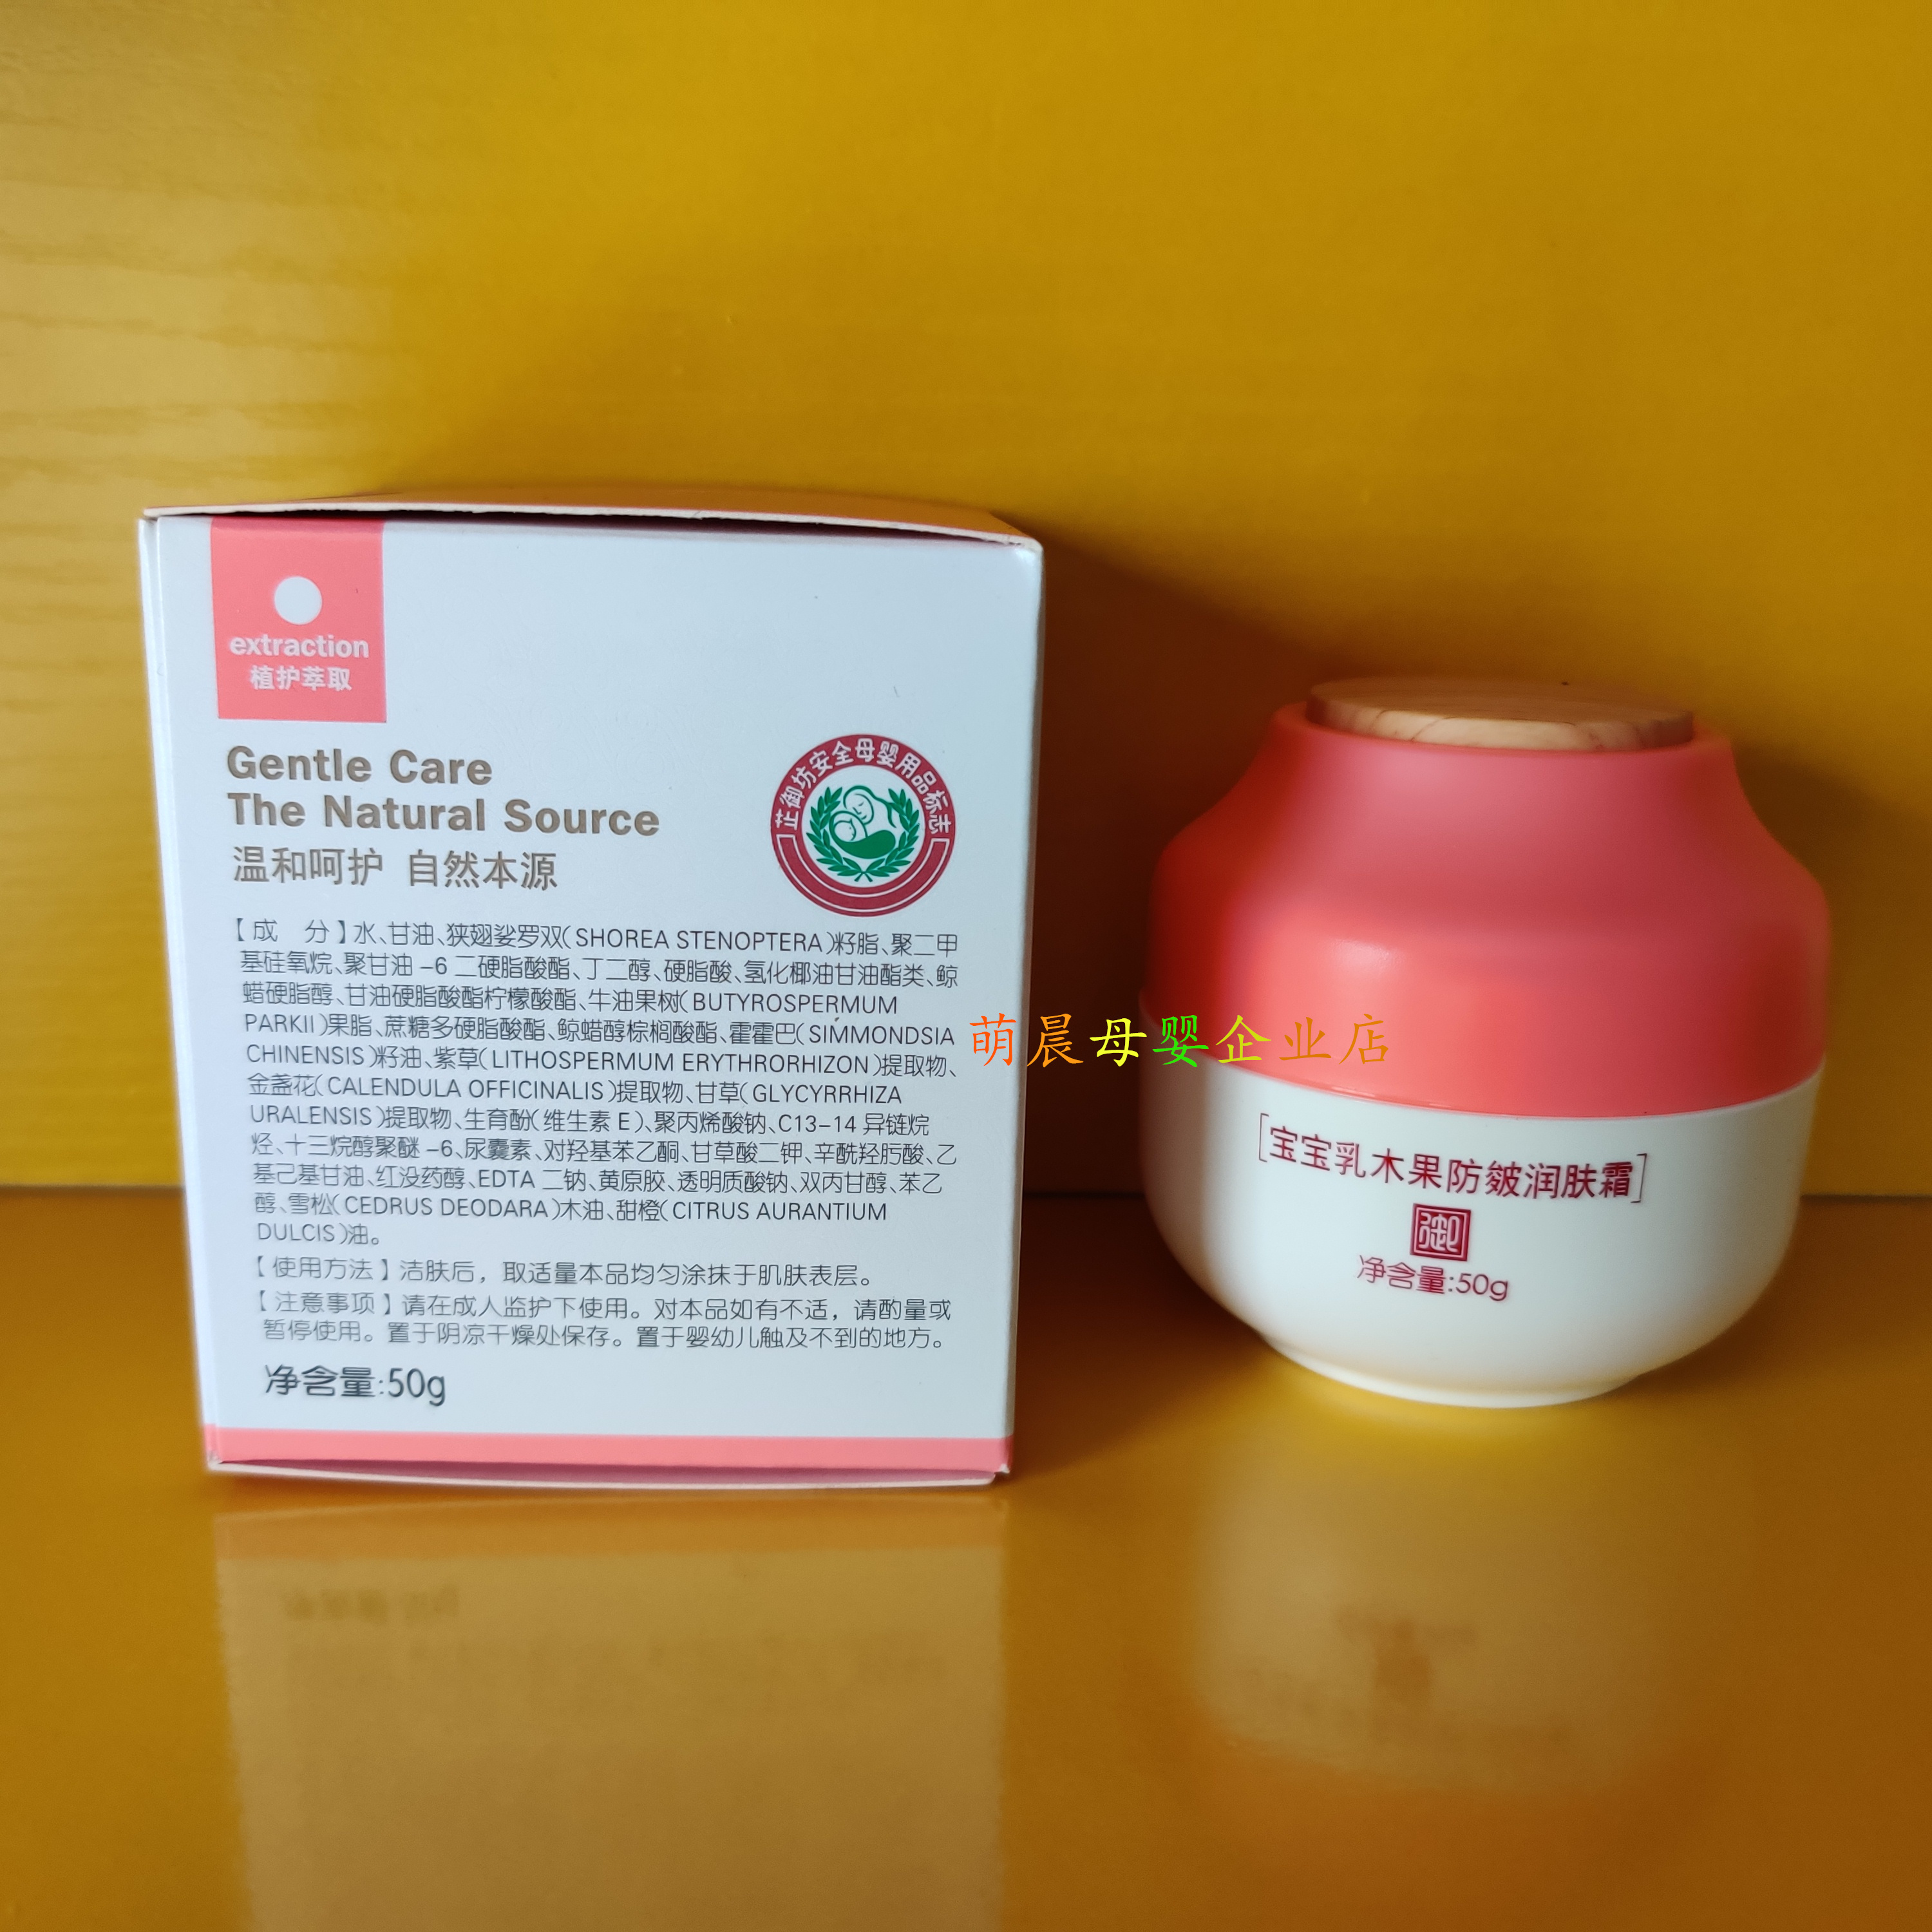 extraction
植护萃取
Gentle Care
The Natural Source
温和呵护 自然本源
芷御坊安全母婴用品标志
【成 分】水、甘油、狭翅娑罗双(SHOREA STENOPTERA)籽脂、聚二甲
基硅氧烷、聚甘油-6 二硬脂酸酯、丁二醇、硬脂酸、氢化椰油甘油酯类、鲸
蜡硬脂醇、甘油硬脂酸酯柠檬酸酯、牛油果树(BUTYROSPERMUM
PARKII)果脂、蔗糖多硬脂酸酯、鲸蜡醇棕榈酸酯、霍霍巴(SIMMONDSIA
CHINENSIS)籽油、紫草(LITHOSPERMUM ERYTHRORHIZON)提取物、
金盏花(CALENDULA OFFICINALIS)提取物、甘草(GLYCYRRHIZA
URALENSIS)提取物、生育酚(维生素 E)、聚丙烯酸钠、C13-14 异链烷
烃、十三烷醇聚醚-6、尿囊素、对羟基苯乙酮、甘草酸二钾、辛酰羟肟酸、乙
基己基甘油、红没药醇、EDTA 二钠、黄原胶、透明质酸钠、双丙甘醇、苯乙
醇、雪松(CEDRUS DEODARA)木油、甜橙(CITRUS AURANTIUM
DULCIS)油。
【使用方法】洁肤后，取适量本品均匀涂抹于肌肤表层。
【注意事项】请在成人监护下使用。对本品如有不适，请酌量或
暂停使用。置于阴凉干燥处保存。置于婴幼儿触及不到的地方。
净含量:50g
萌晨母婴企业店
[宝宝乳木果防皴润肤霜]
御
净含量:50g